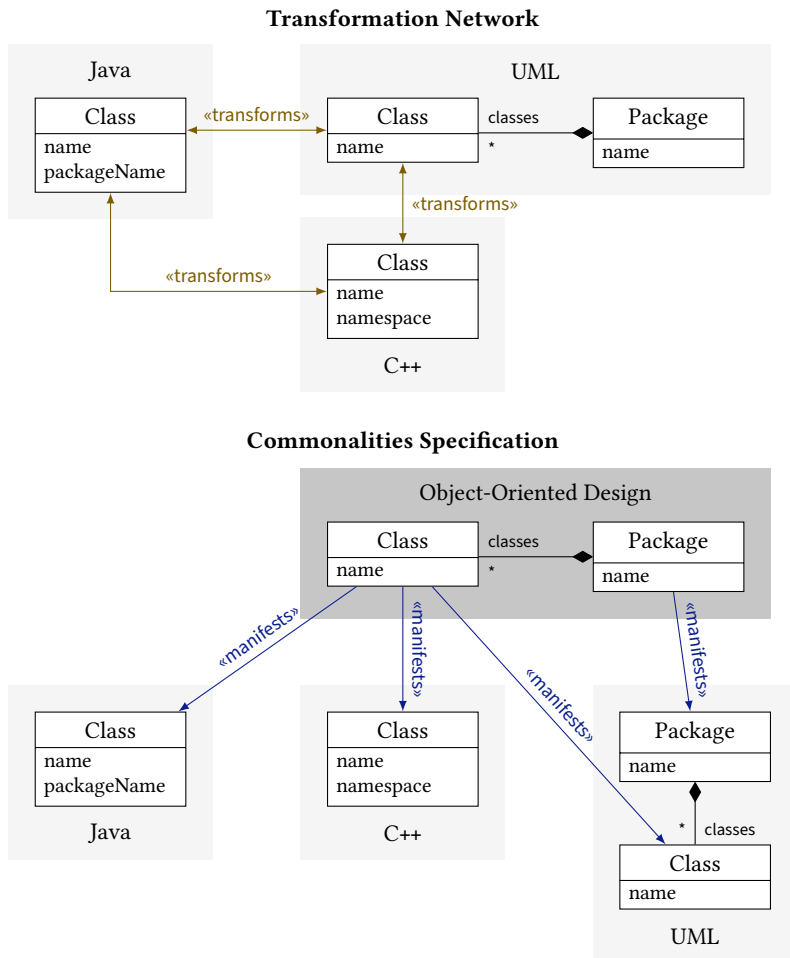 Transformation Network
Java
UML
Class
name
packageName
«transforms»
Class
name
classes
*
Package
name
«transforms»
«transforms»
Class
name
namespace
C++
Commonalities Specification
Object-Oriented Design
Class
name
classes
*
Package
name
«manifests»
«manifests»
«manifests»
«manifests»
Class
name
packageName
Java
Class
name
namespace
C++
Package
name
* classes
Class
name
UML